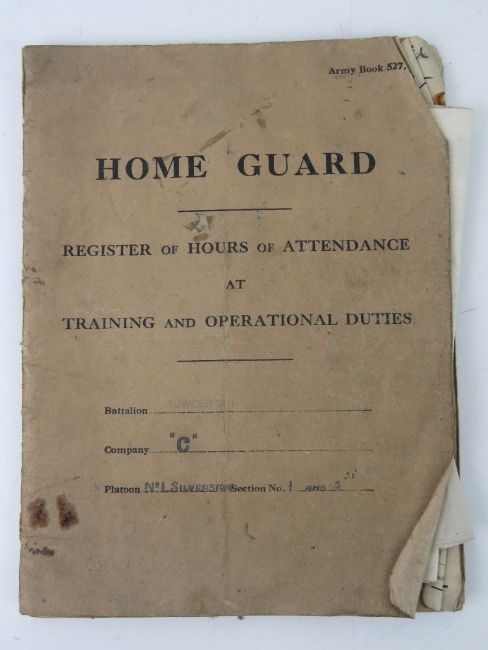 Army Book 527.
HOME GUARD
REGISTER OF HOURS OF ATTENDANCE
AT
TRAINING AND OPERATIONAL DUTIES
Battalion TOWCESTER
Company "C"
Platoon No 1 SILVERSTONE Section No. 1 AND 2